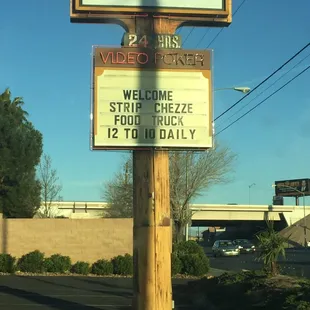 24 HRS.
VIDEO POKER
WELCOME
STRIP CHEZZE
FOOD TRUCK
12 TO 10 DAILY